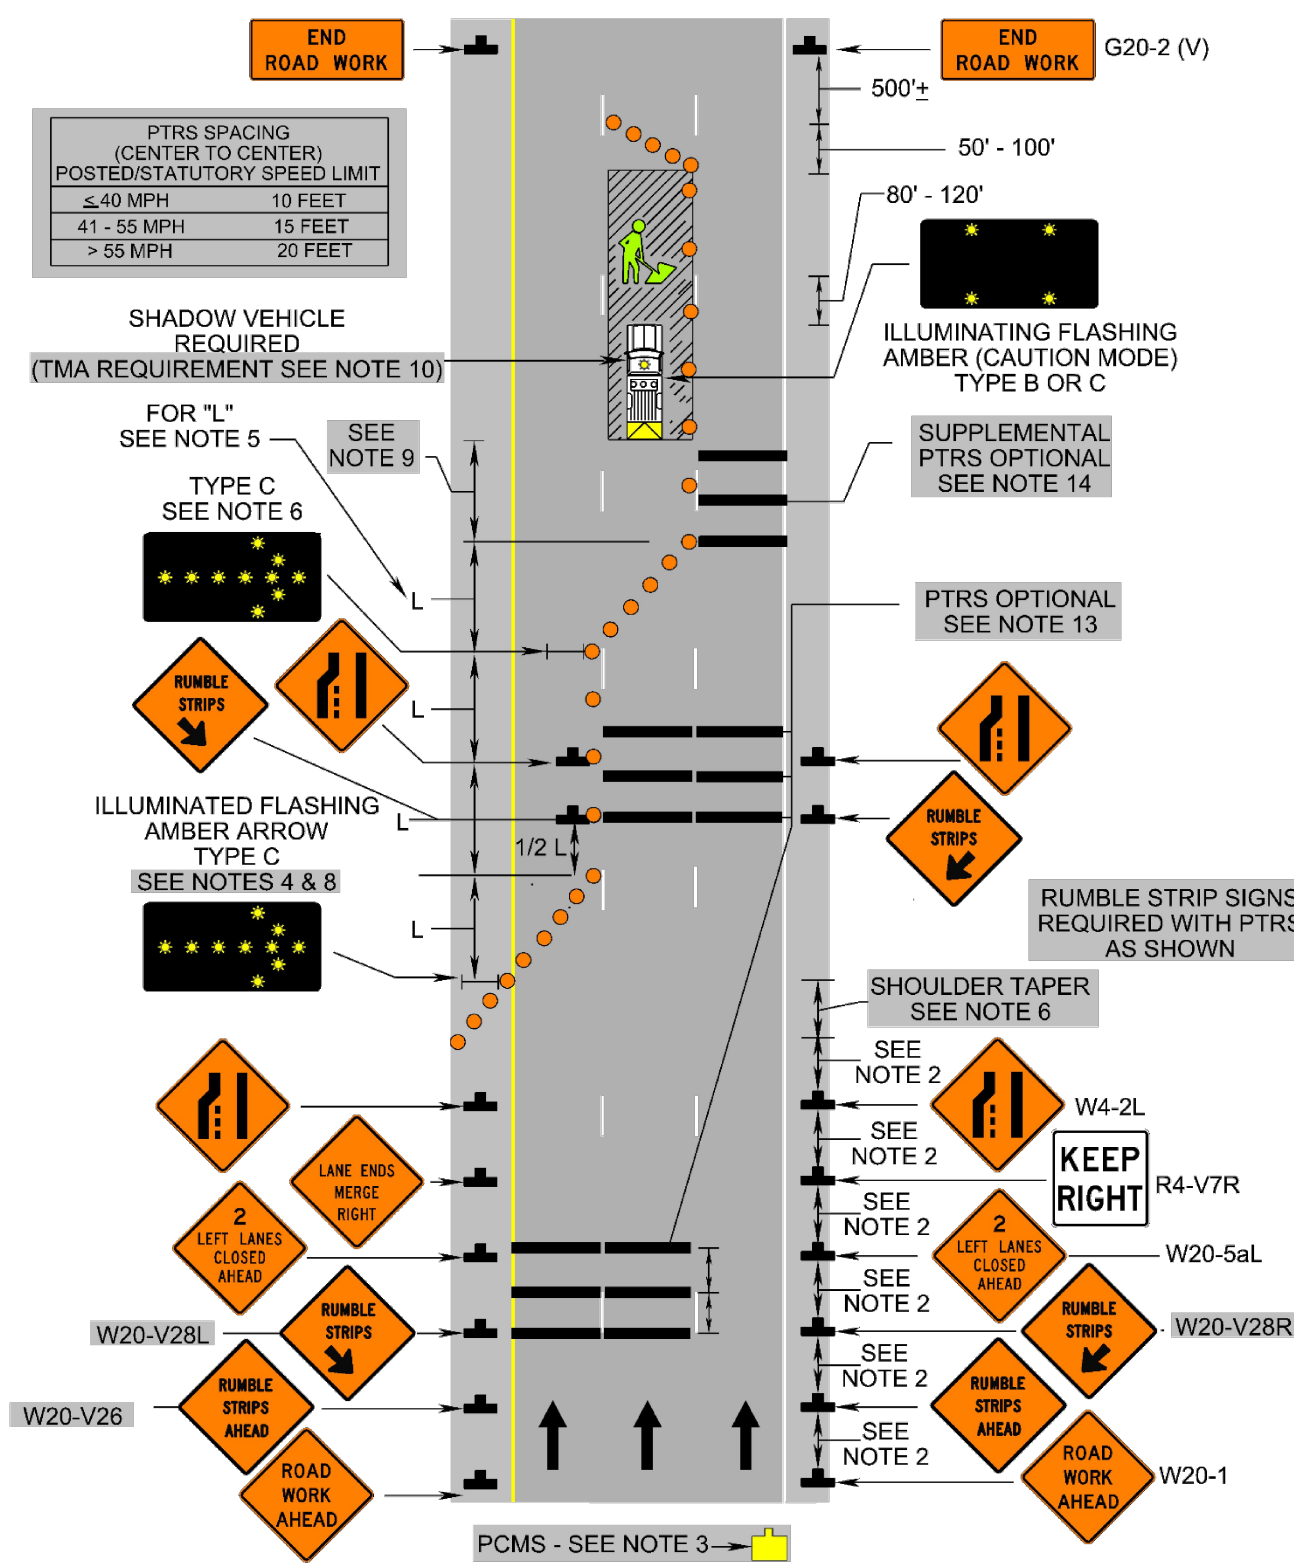 END
ROAD WORK
END
ROAD WORK
G20-2 (V)
500'±
50' - 100'
80' - 120'
PTRS SPACING
(CENTER TO CENTER)
POSTED/STATUTORY SPEED LIMIT
≤ 40 MPH 10 FEET
41 - 55 MPH 15 FEET
> 55 MPH 20 FEET
SHADOW VEHICLE
REQUIRED
(TMA REQUIREMENT SEE NOTE 10)
ILLUMINATING FLASHING
AMBER (CAUTION MODE)
TYPE B OR C
FOR "L"
SEE NOTE 5
SEE
NOTE 9
SUPPLEMENTAL
PTRS OPTIONAL
SEE NOTE 14
TYPE C
SEE NOTE 6
L
PTRS OPTIONAL
SEE NOTE 13
RUMBLE
STRIPS
L
RUMBLE
STRIPS
ILLUMINATED FLASHING
AMBER ARROW
TYPE C
SEE NOTES 4 & 8
L
1/2 L
L
RUMBLE STRIP SIGNS
REQUIRED WITH PTRS
AS SHOWN
SHOULDER TAPER
SEE NOTE 6
SEE
NOTE 2
W4-2L
SEE
NOTE 2
LANE ENDS
MERGE
RIGHT
KEEP
RIGHT
R4-V7R
SEE
NOTE 2
2
LEFT LANES
CLOSED
AHEAD
2
LEFT LANES
CLOSED
AHEAD
W20-5aL
SEE
NOTE 2
W20-V28L
RUMBLE
STRIPS
RUMBLE
STRIPS
W20-V28R
SEE
NOTE 2
W20-V26
RUMBLE
STRIPS
AHEAD
RUMBLE
STRIPS
AHEAD
SEE
NOTE 2
ROAD
WORK
AHEAD
ROAD
WORK
AHEAD
W20-1
PCMS - SEE NOTE 3